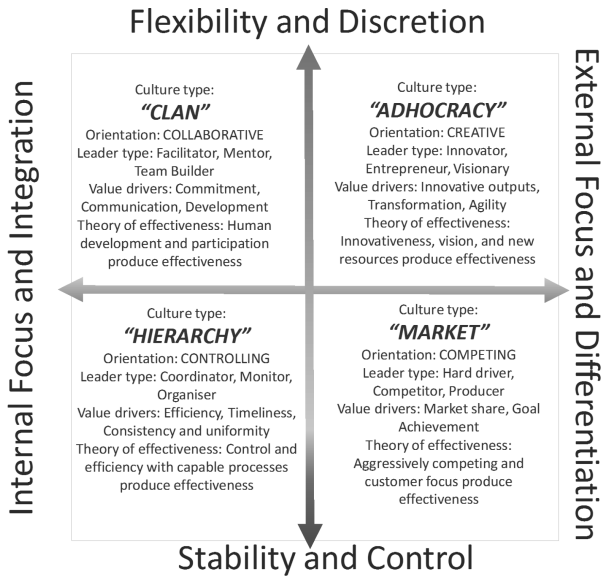 Flexibility and Discretion
Internal Focus and Integration
External Focus and Differentiation
Culture type:
“CLAN”
Orientation: COLLABORATIVE
Leader type: Facilitator, Mentor,
Team Builder
Value drivers: Commitment,
Communication, Development
Theory of effectiveness: Human
development and participation
produce effectiveness
Culture type:
“ADHOCRACY”
Orientation: CREATIVE
Leader type: Innovator,
Entrepreneur, Visionary
Value drivers: Innovative outputs,
Transformation, Agility
Theory of effectiveness:
Innovativeness, vision, and new
resources produce effectiveness
Culture type:
“HIERARCHY”
Orientation: CONTROLLING
Leader type: Coordinator, Monitor,
Organiser
Value drivers: Efficiency, Timeliness,
Consistency and uniformity
Theory of effectiveness: Control and
efficiency with capable processes
produce effectiveness
Culture type:
“MARKET”
Orientation: COMPETING
Leader type: Hard driver,
Competitor, Producer
Value drivers: Market share, Goal
Achievement
Theory of effectiveness:
Aggressively competing and
customer focus produce
effectiveness
Stability and Control